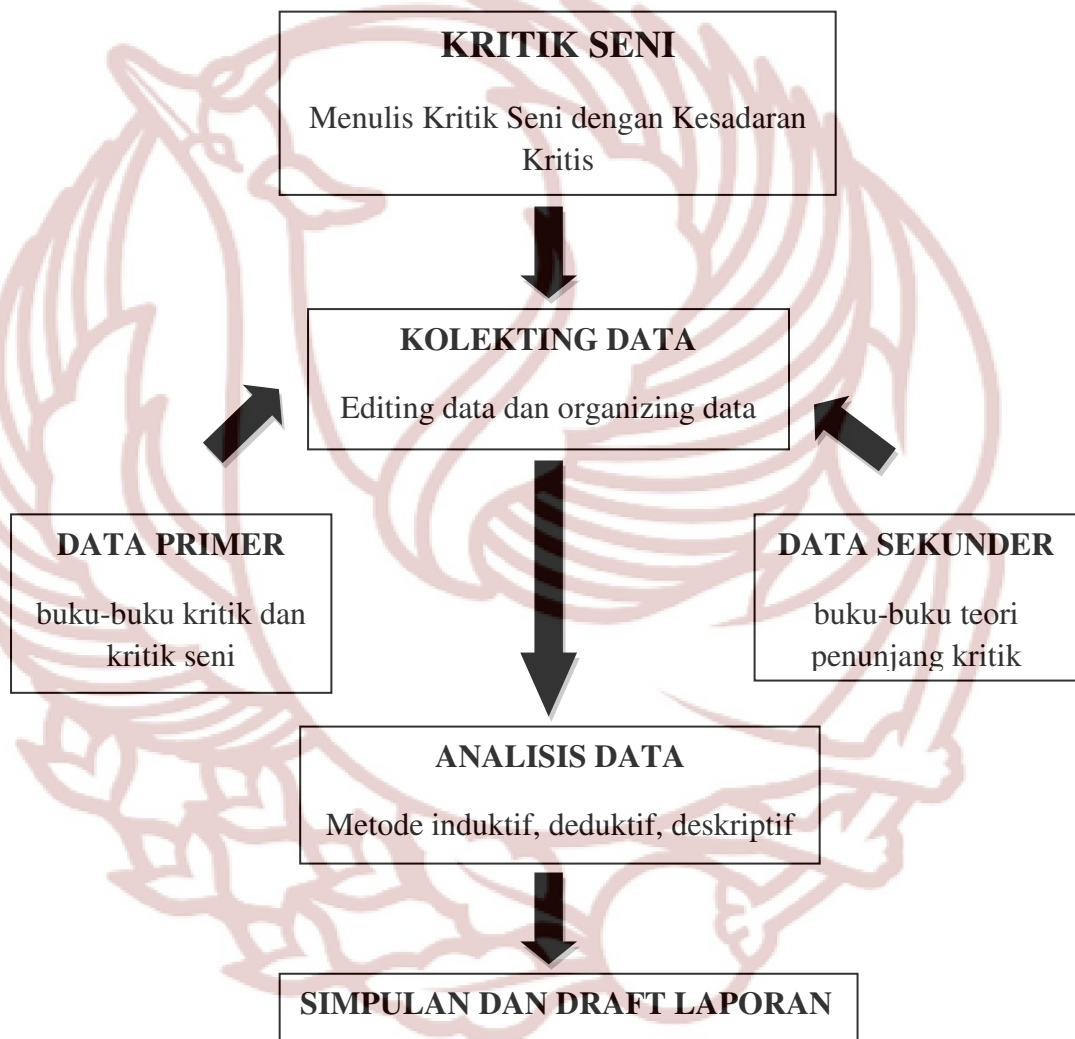 KRITIK SENI
Menulis Kritik Seni dengan Kesadaran
Kritis
KOLEKTING DATA
Editing data dan organizing data
DATA PRIMER
buku-buku kritik dan
kritik seni
DATA SEKUNDER
buku-buku teori
penunjang kritik
ANALISIS DATA
Metode induktif, deduktif, deskriptif
SIMPULAN DAN DRAFT LAPORAN